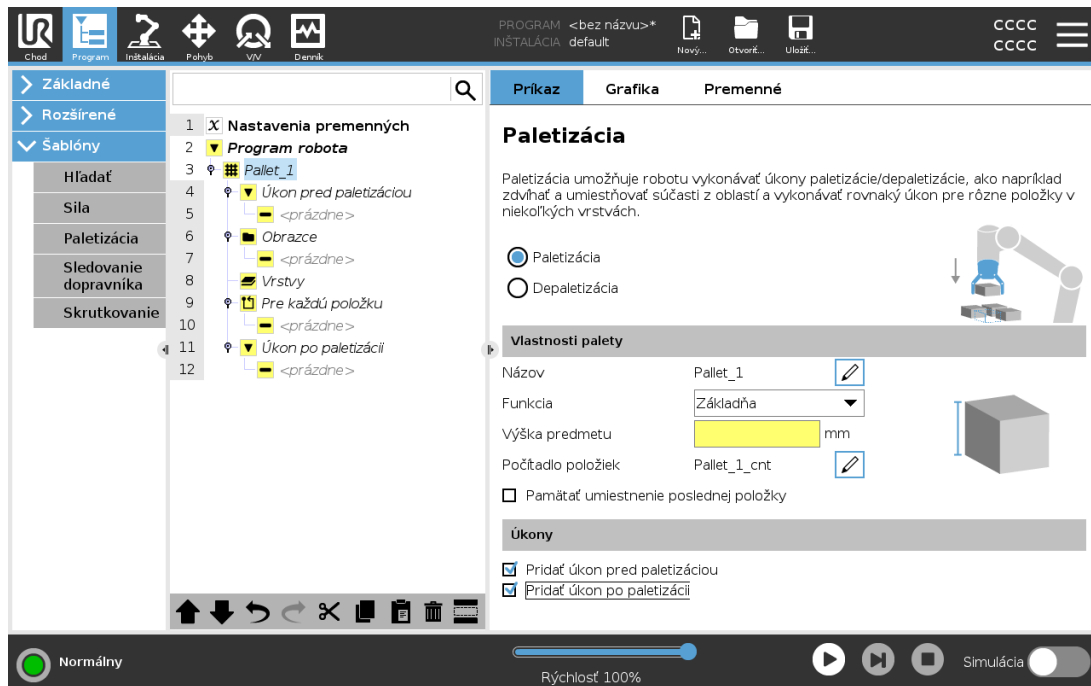 PROGRAM <bez názvu>*
INŠTALÁCIA default
Chod
Program
Inštalácia
Pohyb
V/V
Denník
Nový...
Otvoriť...
Uložiť...
CCCC
CCCC
Základné
Rozšírené
Šablóny
Hľadať
Sila
Paletizácia
Sledovanie
dopravníka
Skrutkovanie
1 X Nastavenia premenných
2 Program robota
3 Pallet_1
4 Úkon pred paletizáciou
5 <prázdne>
6 Obrazce
7 <prázdne>
8 Vrstvy
9 Pre každú položku
10 <prázdne>
11 Úkon po paletizácii
12 <prázdne>
Príkaz Grafika Premenné
Paletizácia
Paletizácia umožňuje robotu vykonávať úkony paletizácie/depaletizácie, ako napríklad
zdvíhať a umiestňovať súčasti z oblastí a vykonávať rovnaký úkon pre rôzne položky v
niekoľkých vrstvách.
Paletizácia
Depaletizácia
Vlastnosti palety
Názov Pallet_1
Funkcia Základňa
Výška predmetu mm
Počítadlo položiek Pallet_1_cnt
Pamätať umiestnenie poslednej položky
Úkony
Pridať úkon pred paletizáciou
Pridať úkon po paletizácii
Normálny
Rýchlosť 100%
Simulácia